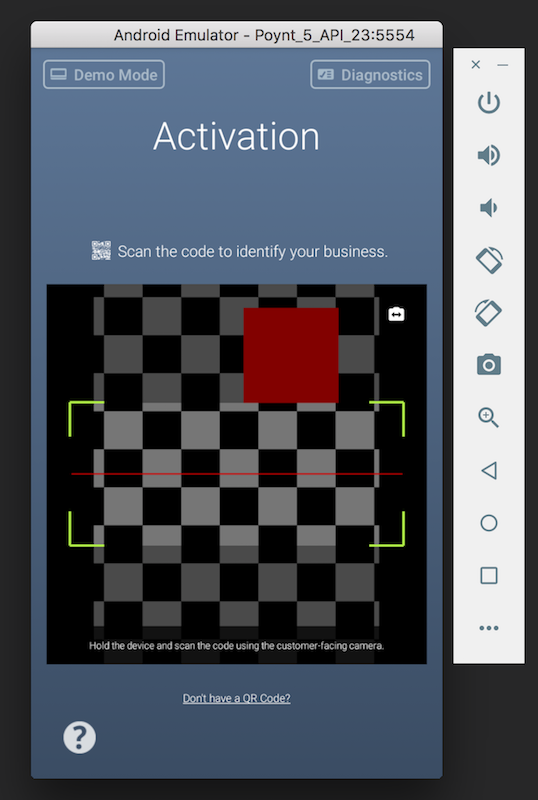 Android Emulator - Poynt_5_API_23:5554
Demo Mode
Diagnostics
Activation
Scan the code to identify your business.
Hold the device and scan the code using the customer-facing camera.
Don't have a QR Code?
?